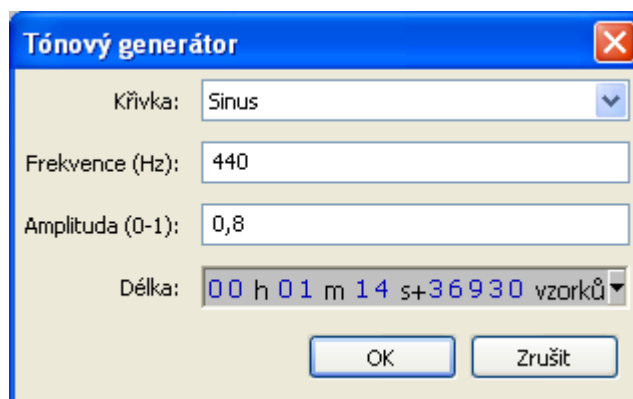 Tónový generátor
Křivka: Sinus
Frekvence (Hz): 440
Amplituda (0-1): 0,8
Délka: 00 h 01 m 14 s+36930 vzorků
OK Zrušit